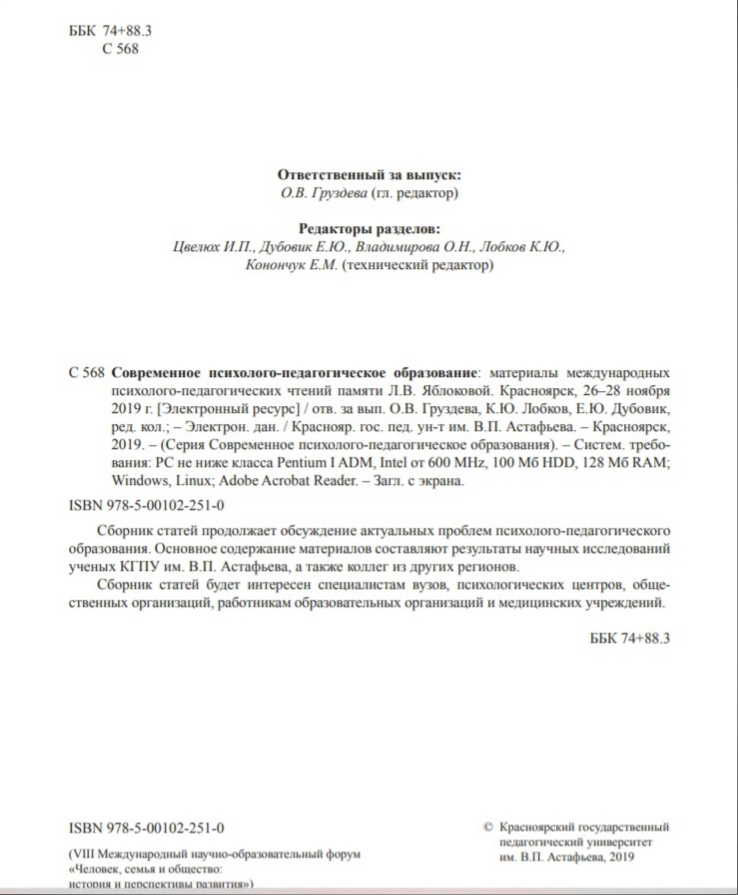 ББК 74+88.3
С 568
Ответственный за выпуск:
О.В. Груздева (гл. редактор)
Редакторы разделов:
Цвелюх И.П., Дубовик Е.Ю., Владимирова О.Н., Лобков К.Ю.,
Конончук Е.М. (технический редактор)
С 568 Современное психолого-педагогическое образование: материалы международных
психолого-педагогических чтений памяти Л.В. Яблоковой. Красноярск, 26–28 ноября
2019 г. [Электронный ресурс] / отв. за вып. О.В. Груздева, К.Ю. Лобков, Е.Ю. Дубовик,
ред. кол.; – Электрон. дан. / Краснояр. гос. пед. ун-т им. В.П. Астафьева. – Красноярск,
2019. – (Серия Современное психолого-педагогическое образования). – Систем. требо-
вания: PC не ниже класса Pentium I ADM, Intel от 600 MHz, 100 Мб HDD, 128 Мб RAM;
Windows, Linux; Adobe Acrobat Reader. – Загл. с экрана.
ISBN 978-5-00102-251-0
Сборник статей продолжает обсуждение актуальных проблем психолого-педагогического
образования. Основное содержание материалов составляют результаты научных исследований
ученых КГПУ им. В.П. Астафьева, а также коллег из других регионов.
Сборник статей будет интересен специалистам вузов, психологических центров, обще-
ственных организаций, работникам образовательных организаций и медицинских учреждений.
ББК 74+88.3
ISBN 978-5-00102-251-0
(VIII Международный научно-образовательный форум
«Человек, семья и общество:
история и перспективы развития»)
© Красноярский государственный
педагогический университет
им. В.П. Астафьева, 2019